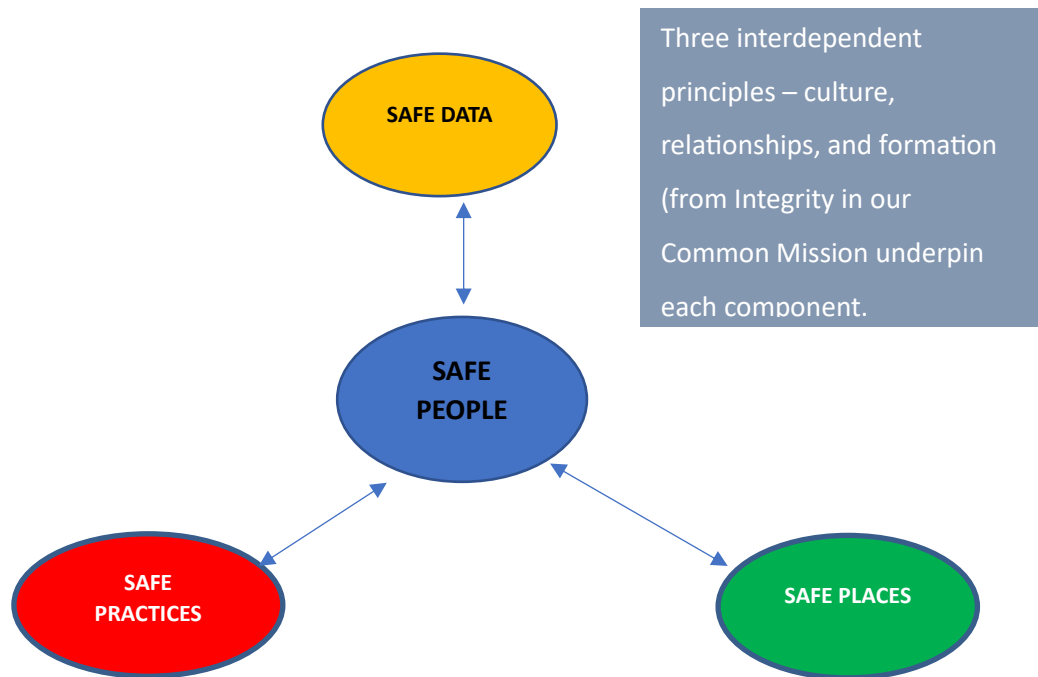 Three interdependent
principles – culture,
relationships, and formation
(from Integrity in our
Common Mission underpin
each component.
SAFE DATA
SAFE
PEOPLE
SAFE
PRACTICES
SAFE PLACES